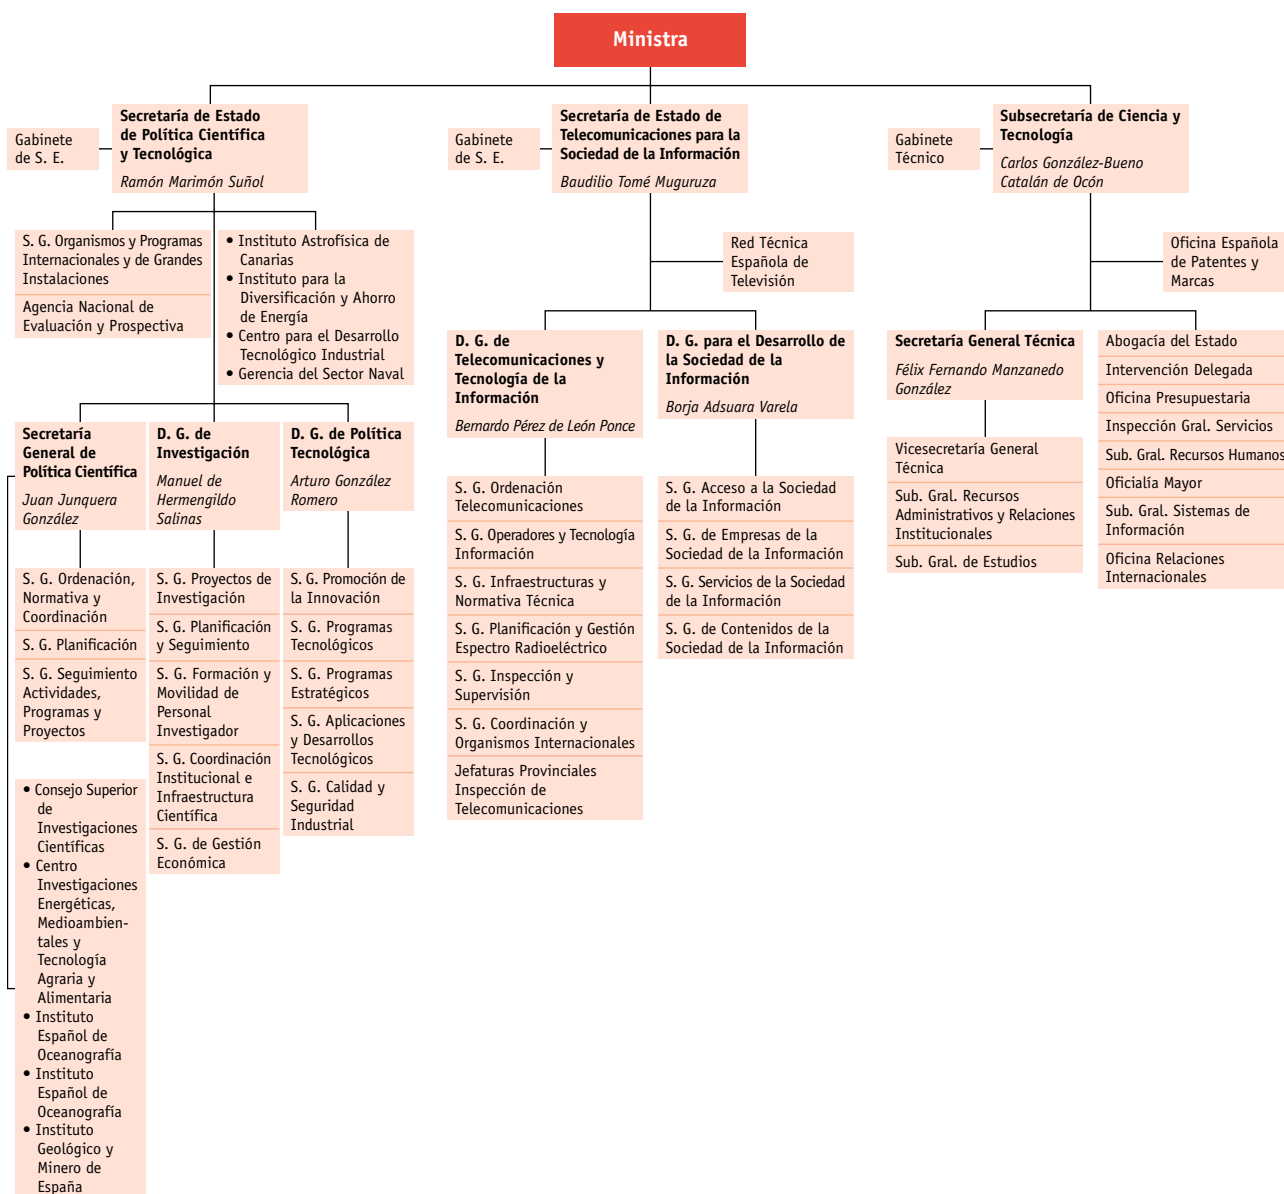 Ministra
Gabinete
de S. E.
Secretaría de Estado
de Política Científica
y Tecnológica
Ramón Marimón Suñol
Gabinete
de S. E.
Secretaría de Estado de
Telecomunicaciones para la
Sociedad de la Información
Baudilio Tomé Muguruza
Gabinete
Técnico
Subsecretaría de Ciencia y
Tecnología
Carlos González-Bueno
Catalán de Ocón
S. G. Organismos y Programas
Internacionales y de Grandes
Instalaciones
Agencia Nacional de
Evaluación y Prospectiva
• Instituto Astrofísica de
Canarias
• Instituto para la
Diversificación y Ahorro
de Energía
• Centro para el Desarrollo
Tecnológico Industrial
• Gerencia del Sector Naval
Red Técnica
Española de
Televisión
Oficina Española
de Patentes y
Marcas
Secretaría
General de
Política Científica
Juan Junquera
González
D. G. de
Investigación
Manuel de
Hermengildo
Salinas
D. G. de Política
Tecnológica
Arturo González
Romero
D. G. de
Telecomunicaciones y
Tecnología de la
Información
Bernardo Pérez de León Ponce
D. G. para el Desarrollo de
la Sociedad de la
Información
Borja Adsuara Varela
Secretaría General Técnica
Félix Fernando Manzanedo
González
Abogacía del Estado
Intervención Delegada
Oficina Presupuestaria
Inspección Gral. Servicios
Sub. Gral. Recursos Humanos
Oficialía Mayor
Sub. Gral. Sistemas de
Información
Oficina Relaciones
Internacionales
Vicesecretaría General
Técnica
Sub. Gral. Recursos
Administrativos y Relaciones
Institucionales
Sub. Gral. de Estudios
S. G. Ordenación,
Normativa y
Coordinación
S. G. Planificación
S. G. Seguimiento
Actividades,
Programas y
Proyectos
S. G. Proyectos de
Investigación
S. G. Planificación
y Seguimiento
S. G. Formación y
Movilidad de
Personal
Investigador
S. G. Coordinación
Institucional e
Infraestructura
Científica
S. G. de Gestión
Económica
S. G. Promoción de
la Innovación
S. G. Programas
Tecnológicos
S. G. Programas
Estratégicos
S. G. Aplicaciones
y Desarrollos
Tecnológicos
S. G. Calidad y
Seguridad
Industrial
S. G. Ordenación
Telecomunicaciones
S. G. Operadores y Tecnología
Información
S. G. Infraestructuras y
Normativa Técnica
S. G. Planificación y Gestión
Espectro Radioeléctrico
S. G. Inspección y
Supervisión
S. G. Coordinación y
Organismos Internacionales
Jefaturas Provinciales
Inspección de
Telecomunicaciones
S. G. Acceso a la Sociedad
de la Información
S. G. de Empresas de la
Sociedad de la Información
S. G. Servicios de la Sociedad
de la Información
S. G. de Contenidos de la
Sociedad de la Información
• Consejo Superior
de
Investigaciones
Científicas
• Centro
Investigaciones
Energéticas,
Medioambien-
tales y
Tecnología
Agraria y
Alimentaria
• Instituto
Español de
Oceanografía
• Instituto
Español de
Oceanografía
• Instituto
Geológico y
Minero de
España